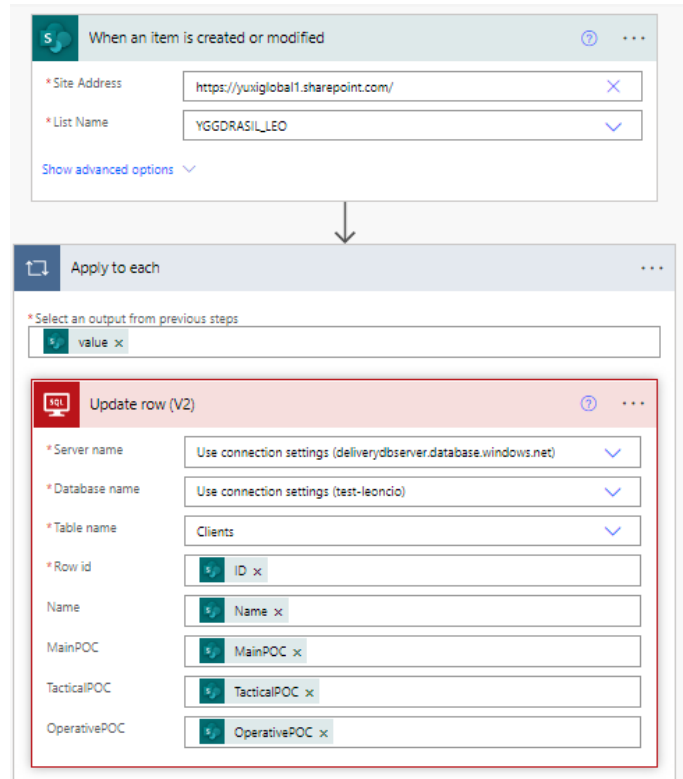 When an item is created or modified
* Site Address
https://yuxiglobal1.sharepoint.com/
* List Name
YGGDRASIL_LEO
Show advanced options
Apply to each
* Select an output from previous steps
value
SQL
Update row (V2)
* Server name
Use connection settings (deliverydbserver.database.windows.net)
* Database name
Use connection settings (test-leoncio)
* Table name
Clients
* Row id
ID
Name
Name
MainPOC
MainPOC
TacticalPOC
TacticalPOC
OperativePOC
OperativePOC